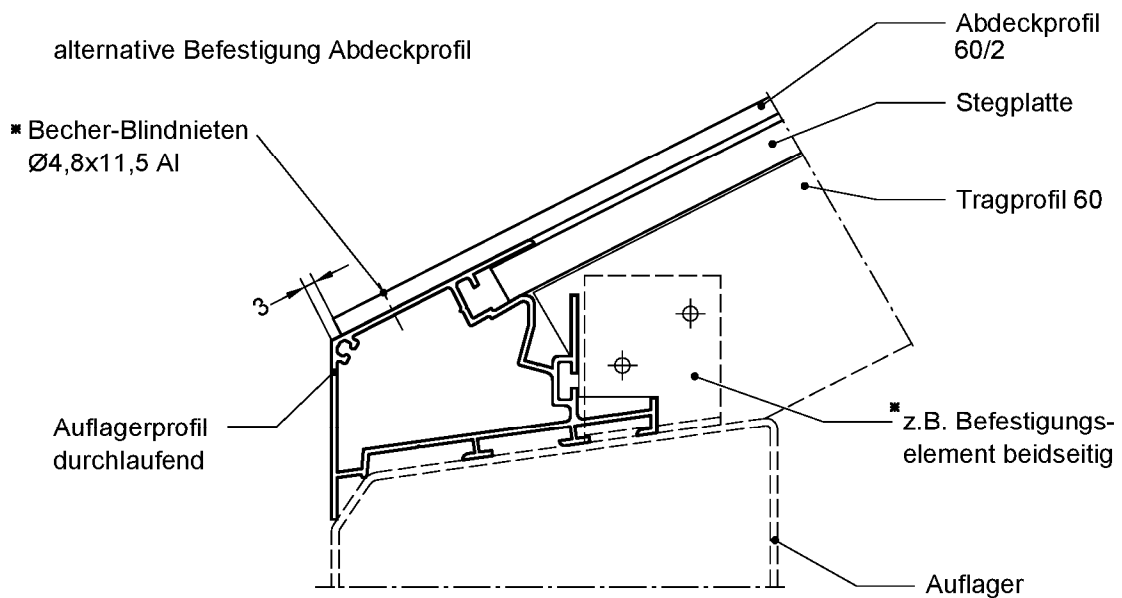 alternative Befestigung Abdeckprofil
Abdeckprofil
60/2
Stegplatte
* Becher-Blindnieten
Ø4,8x11,5 Al
Tragprofil 60
3
Auflagerprofil
durchlaufend
* z.B. Befestigungs-
element beidseitig
Auflager